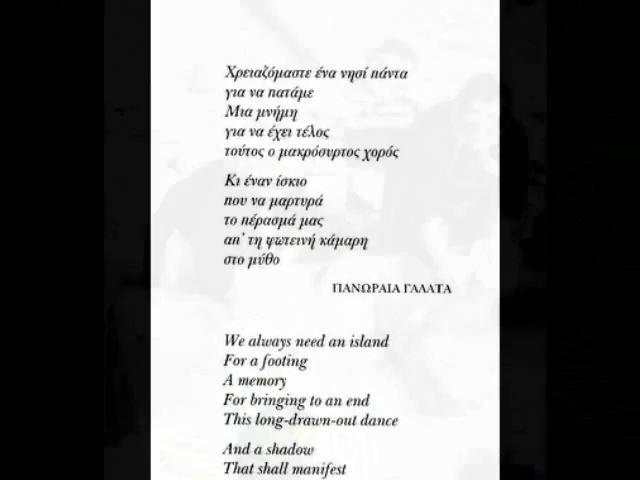 Χρειαζόμαστε ένα νησί πάντα
για να πατάμε
Μια μνήμη
για να έχει τέλος
τούτος ο μακρόσυρτος χορός
Κι έναν ίσκιο
που να μαρτυρά
το πέρασμά μας
απ' τη φωτεινή κάμαρη
στο μύθο
ΠΑΝΩΡΑΙΑ ΓΑΛΑΤΑ
We always need an island
For a footing
A memory
For bringing to an end
This long-drawn-out dance
And a shadow
That shall manifest